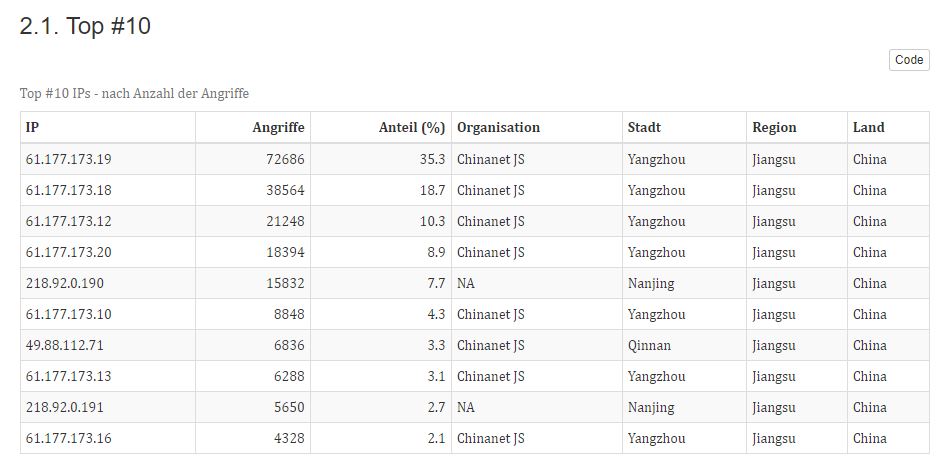 2.1. Top #10
Code
Top #10 IPs - nach Anzahl der Angriffe
IP Angriffe Anteil (%) Organisation Stadt Region Land
61.177.173.19 72686 35.3 Chinanet JS Yangzhou Jiangsu China
61.177.173.18 38564 18.7 Chinanet JS Yangzhou Jiangsu China
61.177.173.12 21248 10.3 Chinanet JS Yangzhou Jiangsu China
61.177.173.20 18394 8.9 Chinanet JS Yangzhou Jiangsu China
218.92.0.190 15832 7.7 NA Nanjing Jiangsu China
61.177.173.10 8848 4.3 Chinanet JS Yangzhou Jiangsu China
49.88.112.71 6836 3.3 Chinanet JS Qinnan Jiangsu China
61.177.173.13 6288 3.1 Chinanet JS Yangzhou Jiangsu China
218.92.0.191 5650 2.7 NA Nanjing Jiangsu China
61.177.173.16 4328 2.1 Chinanet JS Yangzhou Jiangsu China